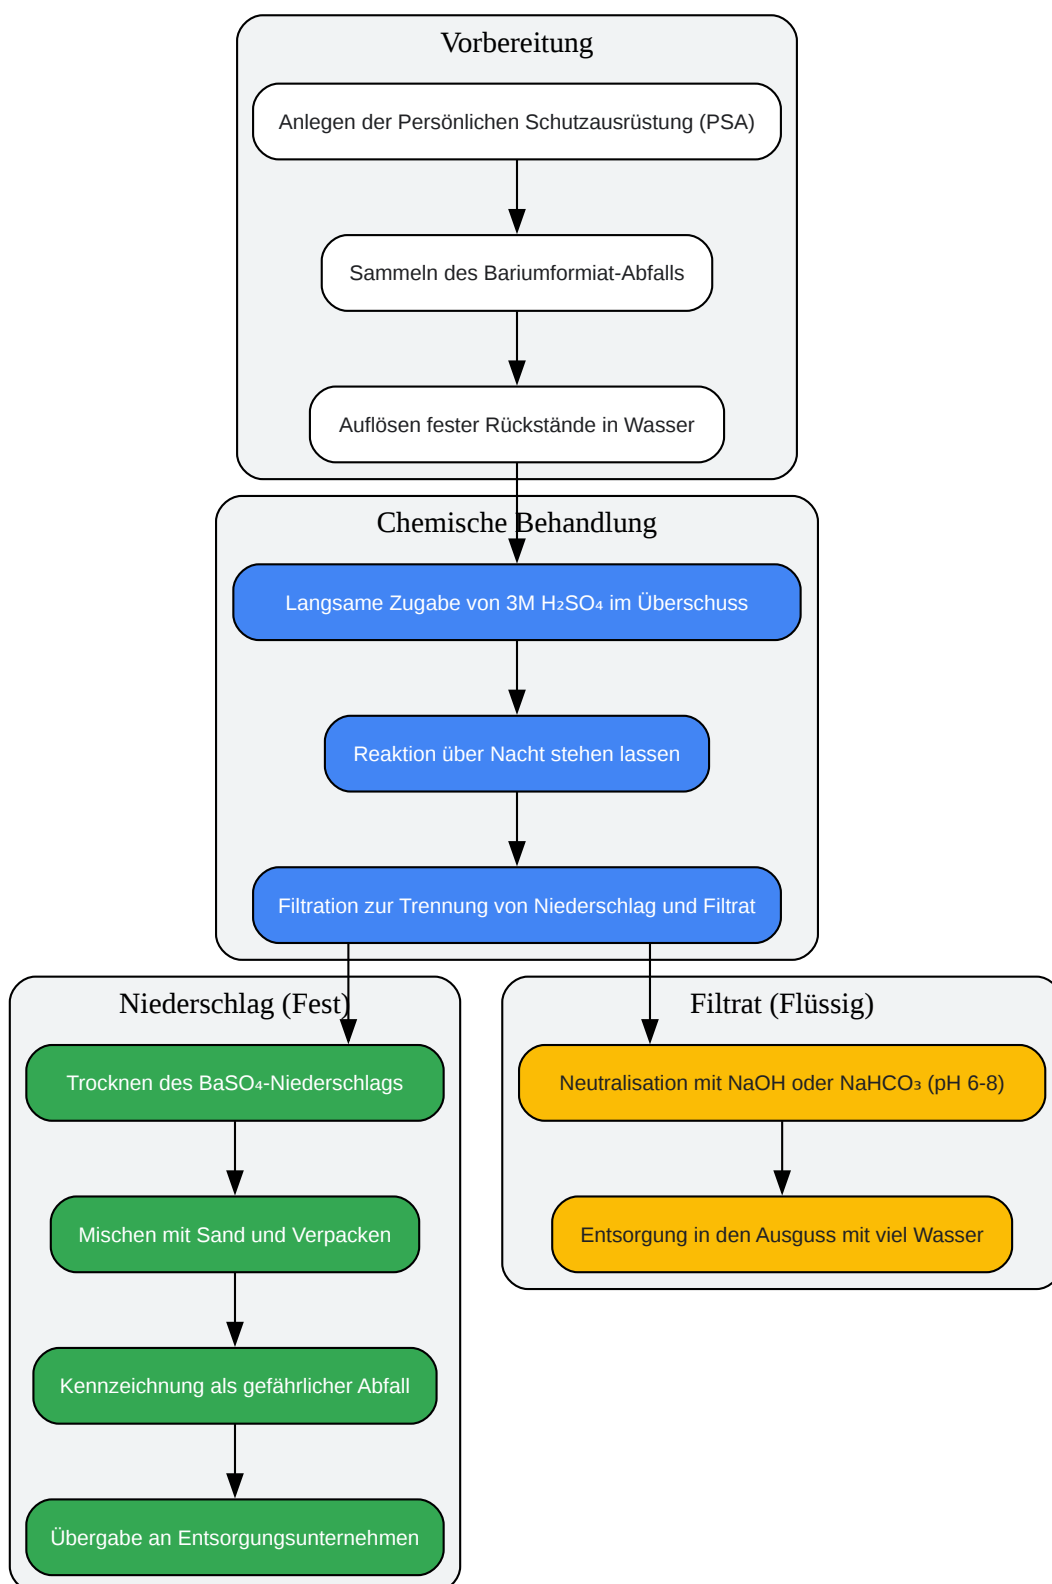 Vorbereitung
Anlegen der Persönlichen Schutzausrüstung (PSA)
Sammeln des Bariumformiat-Abfalls
Auflösen fester Rückstände in Wasser
Chemische Behandlung
Langsame Zugabe von 3M H₂SO₄ im Überschuss
Reaktion über Nacht stehen lassen
Filtration zur Trennung von Niederschlag und Filtrat
Niederschlag (Fest)
Trocknen des BaSO₄-Niederschlags
Mischen mit Sand und Verpacken
Kennzeichnung als gefährlicher Abfall
Übergabe an Entsorgungsunternehmen
Filtrat (Flüssig)
Neutralisation mit NaOH oder NaHCO₃ (pH 6-8)
Entsorgung in den Ausguss mit viel Wasser